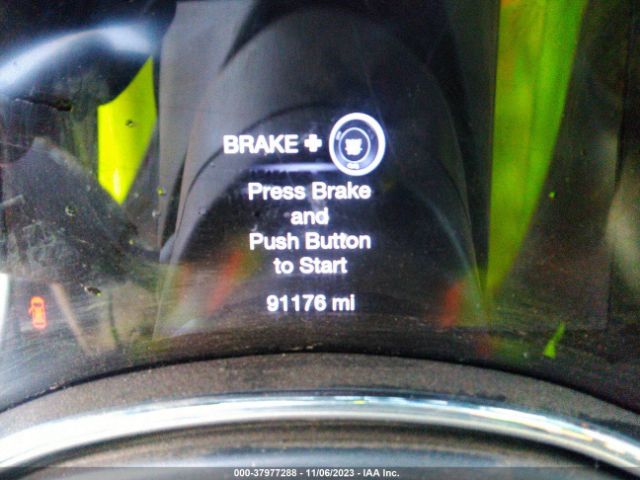 BRAKE +
Press Brake
and
Push Button
to Start
91176 mi
000-37977288 - 11/06/2023 - IAA Inc.